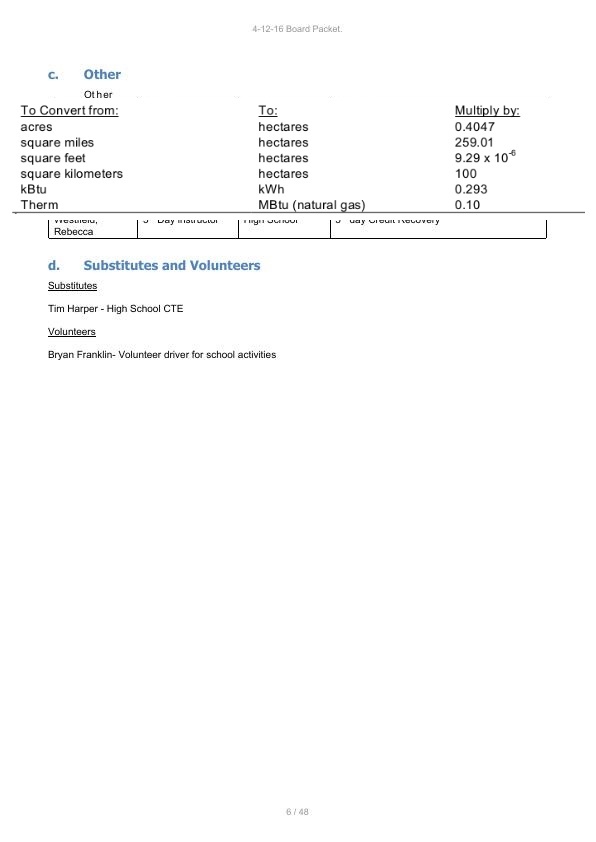 4-12-16 Board Packet.
c. Other
Other
To Convert from: To: Multiply by:
acres hectares 0.4047
square miles hectares 259.01
square feet hectares 9.29 x 10-6
square kilometers hectares 100
kBtu kWh 0.293
Therm MBtu (natural gas) 0.10
Westfield, Day Instructor High School day Credit Recovery
Rebecca
d. Substitutes and Volunteers
Substitutes
Tim Harper - High School CTE
Volunteers
Bryan Franklin- Volunteer driver for school activities
6 / 48